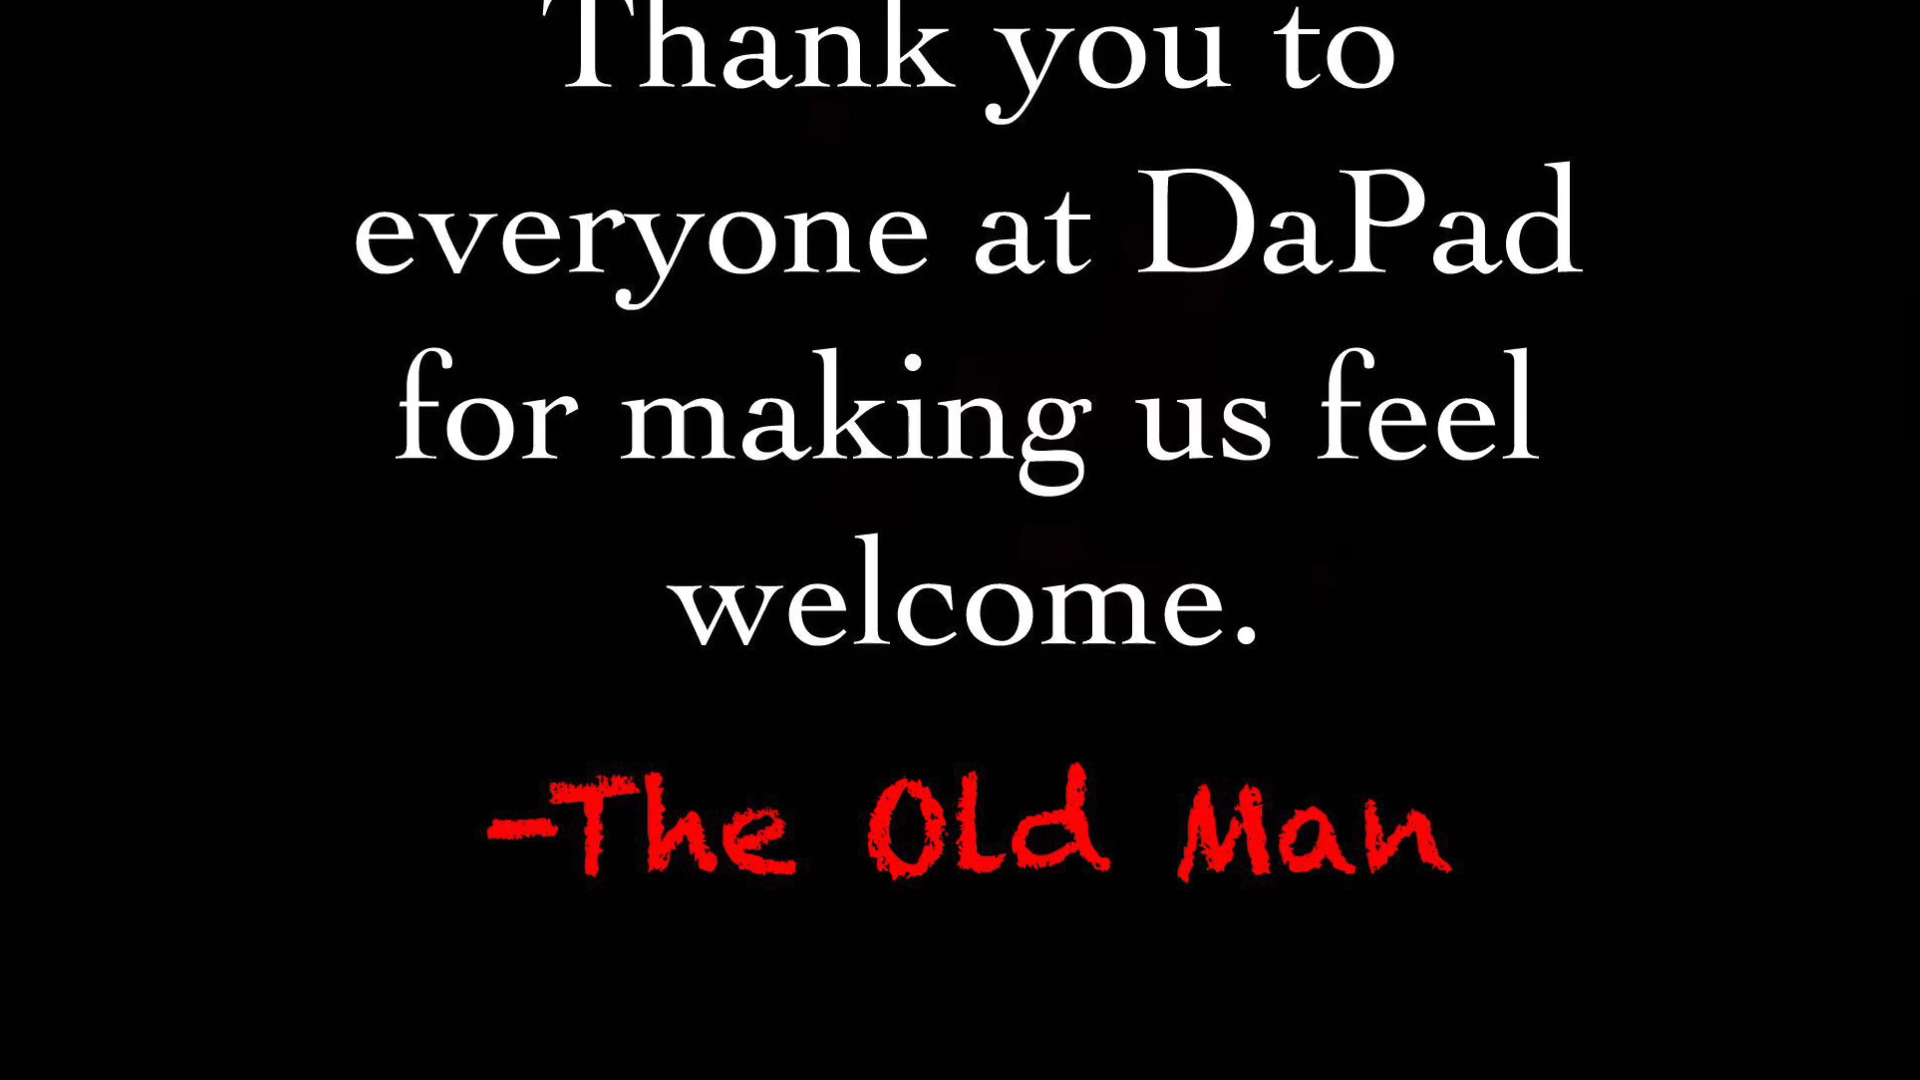 Thank you to
everyone at DaPad
for making us feel
welcome.
-The Old Man